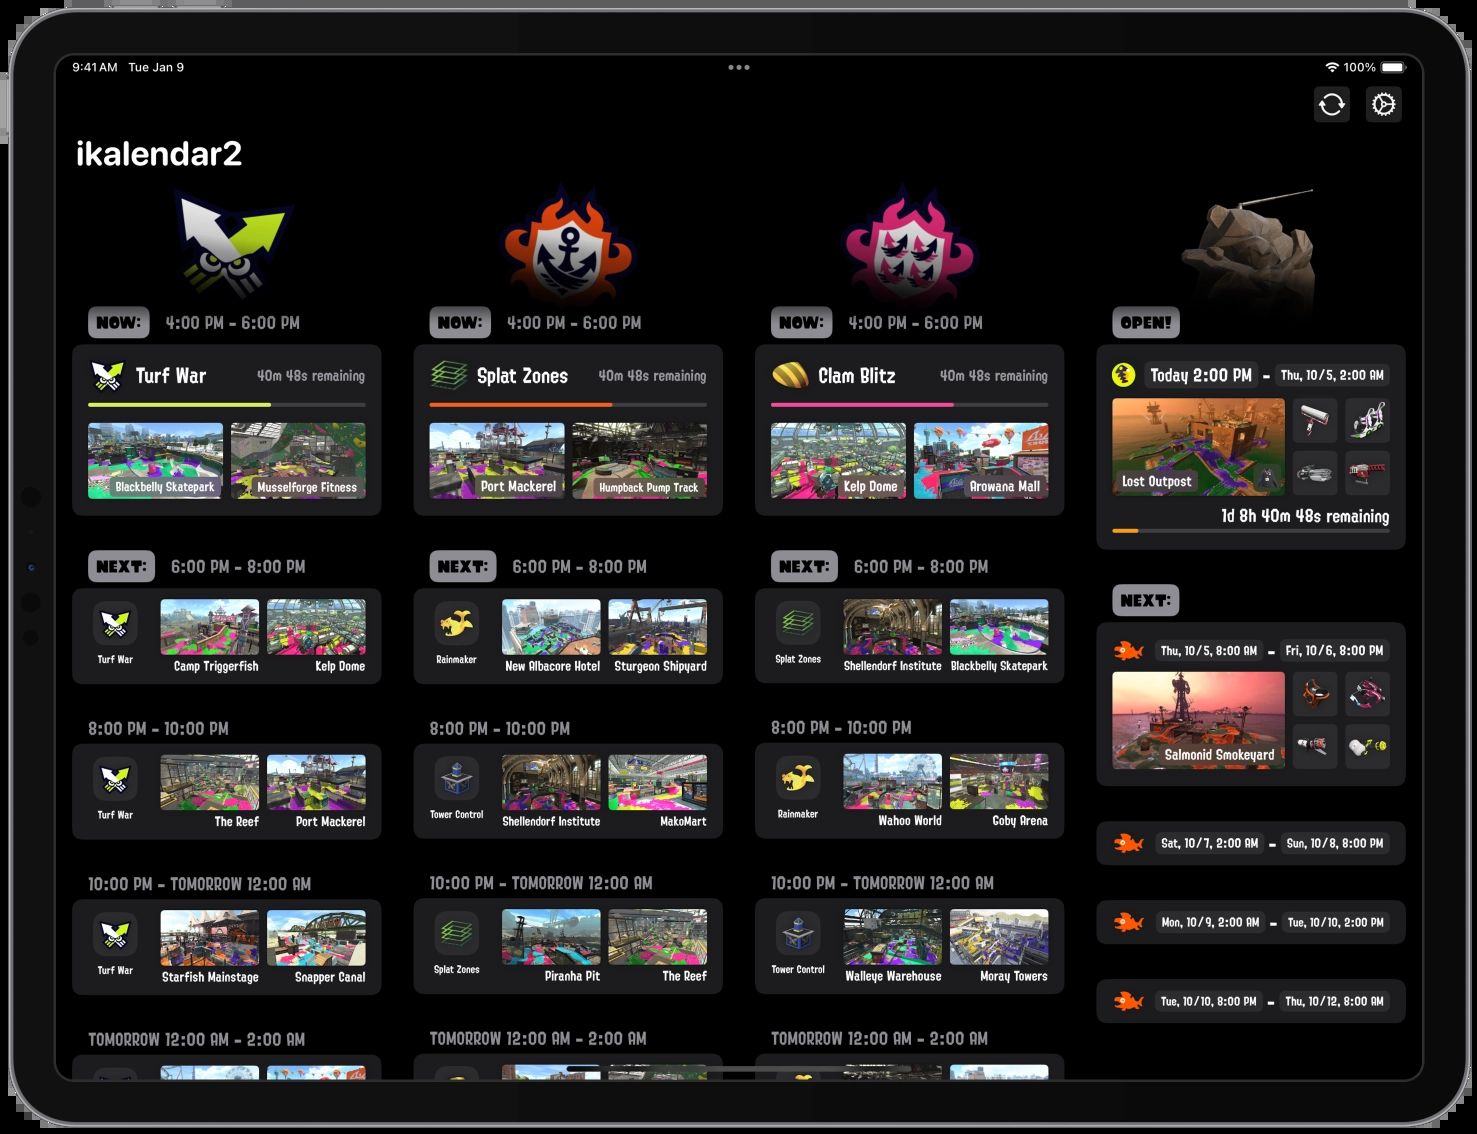 9:41 AM Tue Jan 9
100%
ikalendar2
NOW: 4:00 PM - 6:00 PM
Turf War 40m 48s remaining
Blackbelly Skatepark Musselforge Fitness
NEXT: 6:00 PM - 8:00 PM
Turf War Camp Triggerfish Kelp Dome
8:00 PM - 10:00 PM
Turf War The Reef Port Mackerel
10:00 PM - TOMORROW 12:00 AM
Turf War Starfish Mainstage Snapper Canal
TOMORROW 12:00 AM - 2:00 AM
NOW: 4:00 PM - 6:00 PM
Splat Zones 40m 48s remaining
Port Mackerel Humpback Pump Track
NEXT: 6:00 PM - 8:00 PM
Rainmaker New Albacore Hotel Sturgeon Shipyard
8:00 PM - 10:00 PM
Tower Control Shellendorf Institute MakoMart
10:00 PM - TOMORROW 12:00 AM
Splat Zones Piranha Pit The Reef
TOMORROW 12:00 AM - 2:00 AM
NOW: 4:00 PM - 6:00 PM
Clam Blitz 40m 48s remaining
Kelp Dome Arowana Mall
NEXT: 6:00 PM - 8:00 PM
Splat Zones Shellendorf Institute Blackbelly Skatepark
8:00 PM - 10:00 PM
Rainmaker Wahoo World Goby Arena
10:00 PM - TOMORROW 12:00 AM
Tower Control Walleye Warehouse Moray Towers
TOMORROW 12:00 AM - 2:00 AM
OPEN!
Today 2:00 PM - Thu, 10/5, 2:00 AM
Lost Outpost
1d 8h 40m 48s remaining
NEXT:
Thu, 10/5, 8:00 AM - Fri, 10/6, 8:00 PM
Salmonid Smokeyard
Sat, 10/7, 2:00 AM - Sun, 10/8, 8:00 PM
Mon, 10/9, 2:00 AM - Tue, 10/10, 2:00 PM
Tue, 10/10, 8:00 PM - Thu, 10/12, 8:00 AM